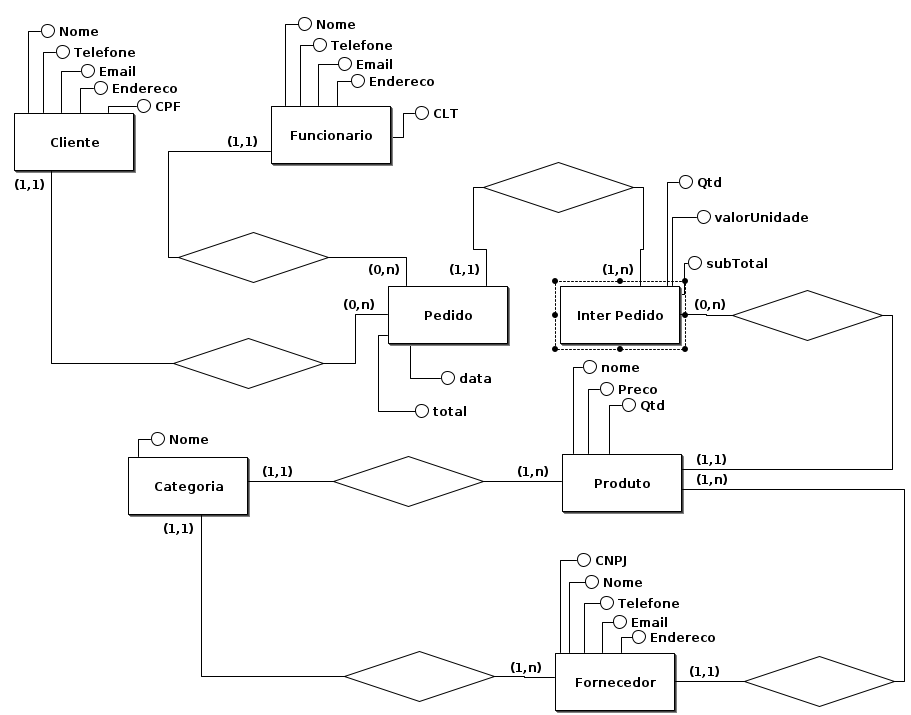 Nome
Telefone
Email
Endereco
CPF
Cliente
(1,1)
Nome
Telefone
Email
Endereco
CLT
Funcionario
(1,1)
(0,n)
(1,1)
(0,n)
Pedido
data
total
Qtd
valorUnidade
subTotal
(1,n)
Inter Pedido
(0,n)
nome
Preco
Qtd
Nome
Categoria
(1,1)
(1,n)
Produto
(1,1)
(1,n)
(1,1)
CNPJ
Nome
Telefone
Email
Endereco
(1,n)
Fornecedor
(1,1)